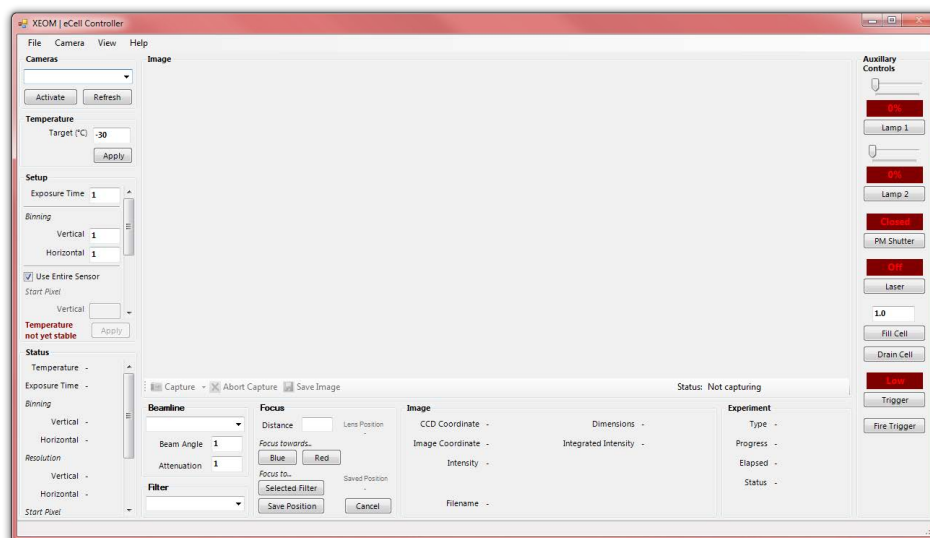 XEOM | eCell Controller
File Camera View Help
Cameras
Activate Refresh
Temperature
Target (°C) -30
Apply
Setup
Exposure Time 1
Binning
Vertical 1
Horizontal 1
Use Entire Sensor
Start Pixel
Vertical
Temperature
not yet stable
Apply
Status
Temperature -
Exposure Time -
Binning
Vertical -
Horizontal -
Resolution
Vertical -
Horizontal -
Start Pixel
Image
Capture - Abort Capture Save Image
Status: Not capturing
Beamline
Beam Angle 1
Attenuation 1
Filter
Focus
Distance
Lens Position
-
Focus towards...
Blue Red
Focus to...
Selected Filter
Saved Position
-
Save Position Cancel
Image
CCD Coordinate - Dimensions -
Image Coordinate - Integrated Intensity -
Intensity -
Filename -
Experiment
Type -
Progress -
Elapsed -
Status -
Auxillary
Controls
0%
Lamp 1
0%
Lamp 2
Closed
PM Shutter
Off
Laser
1.0
Fill Cell
Drain Cell
Low
Trigger
Fire Trigger